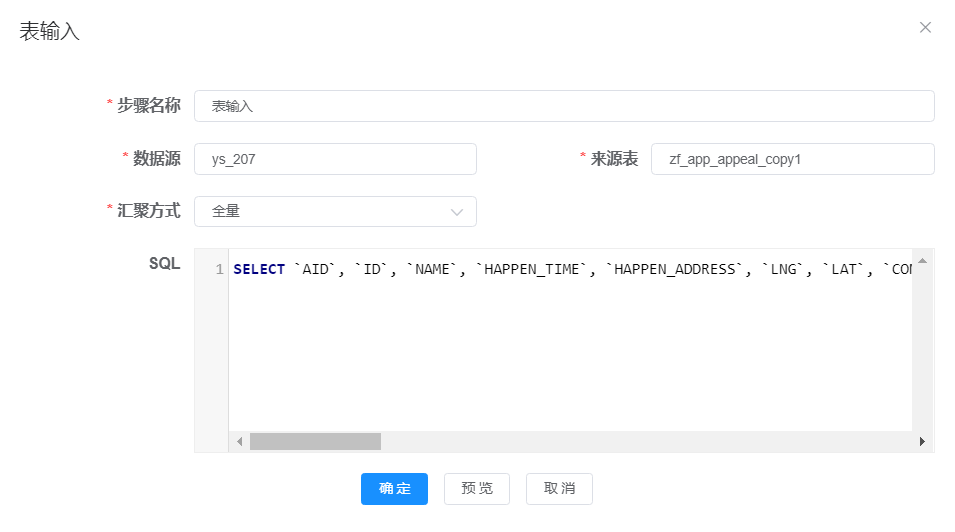 表输入
* 步骤名称 表输入
* 数据源 ys_207 * 来源表 zf_app_appeal_copy1
* 汇聚方式 全量
SQL
1 SELECT `AID`, `ID`, `NAME`, `HAPPEN_TIME`, `HAPPEN_ADDRESS`, `LNG`, `LAT`, `CON
确定 预览 取消